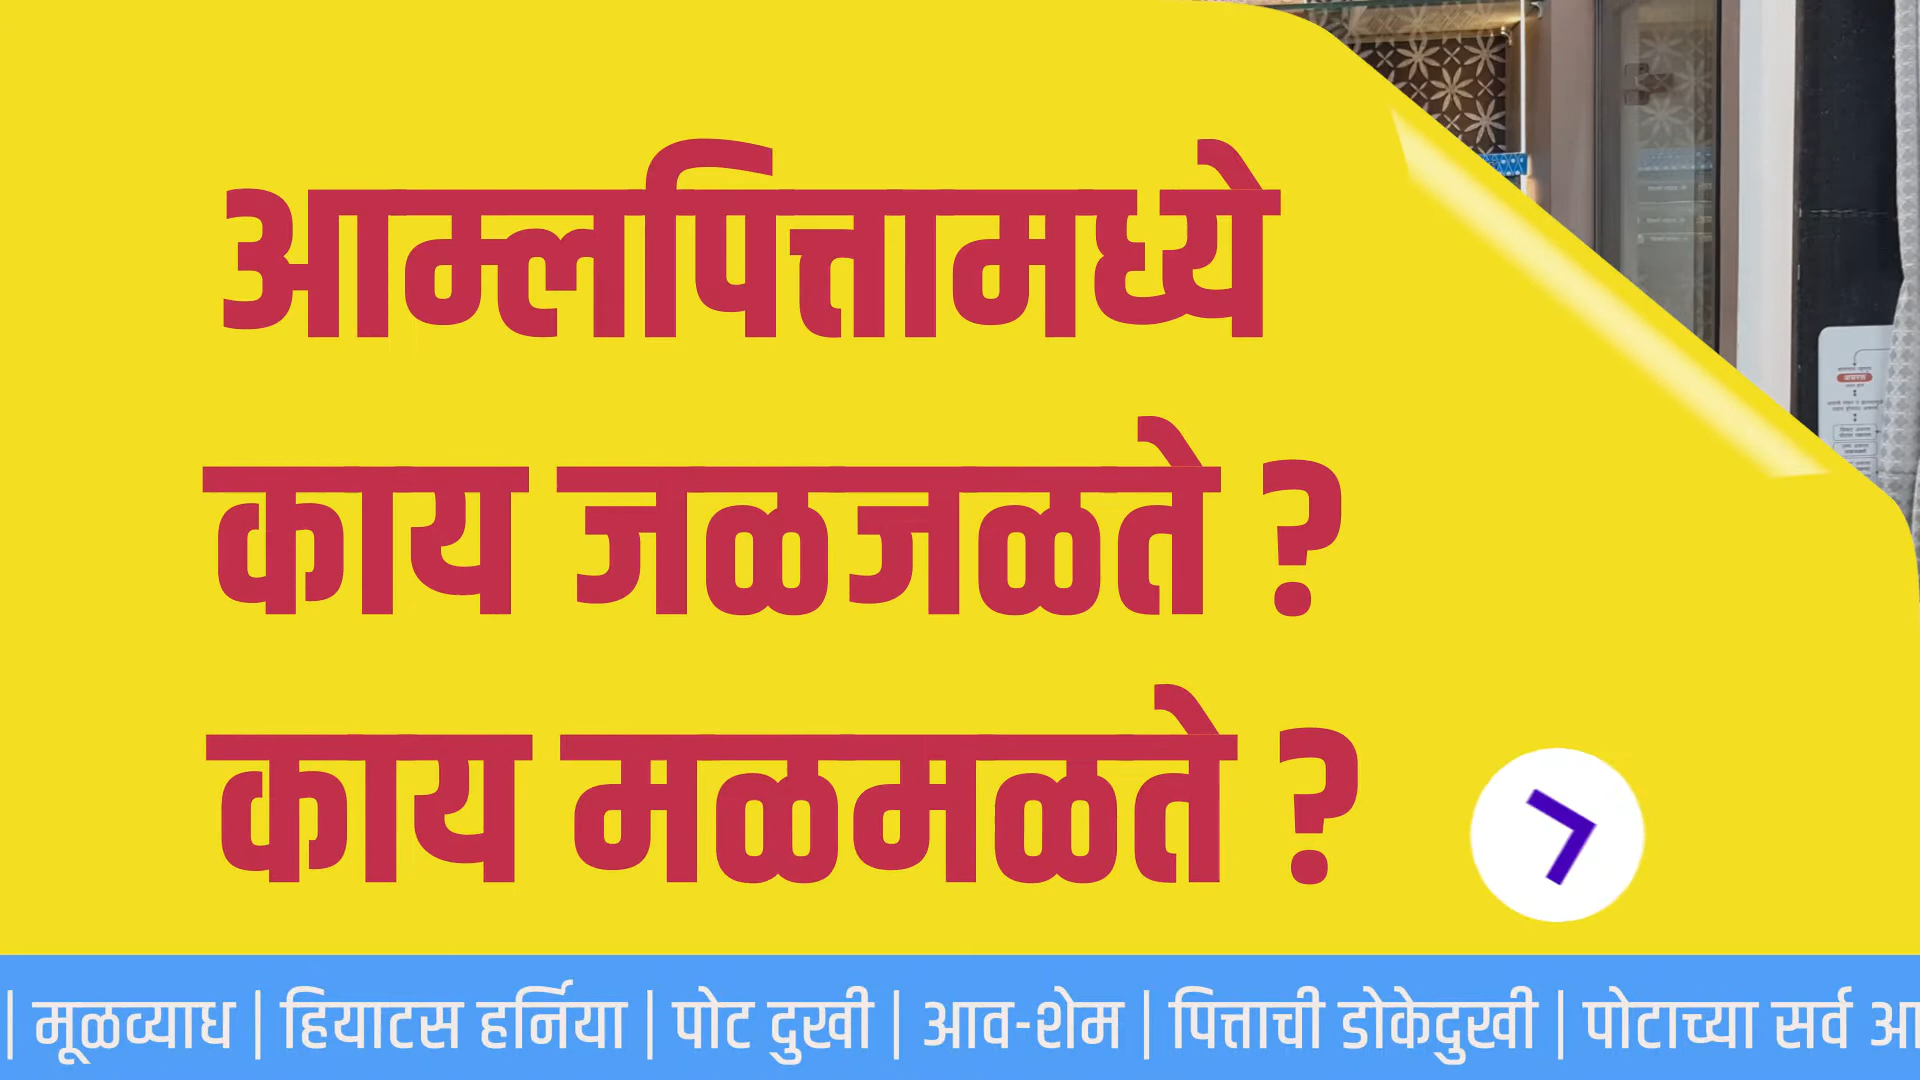 आम्लपित्तामध्ये
काय जळजळते ?
काय मळमळते ?
| मूळव्याध | हियाटस हर्निया | पोट दुखी | आव-शेम | पित्ताची डोकेदुखी | पोटाच्या सर्व